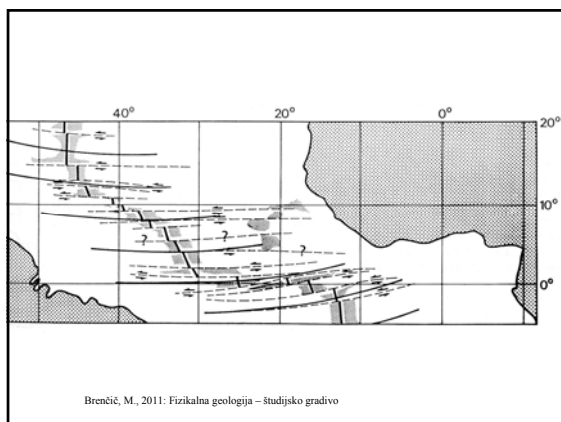 40° 20° 0°
20°
10°
? ? ?
0°
Brenčič, M., 2011: Fizikalna geologija – študijsko gradivo